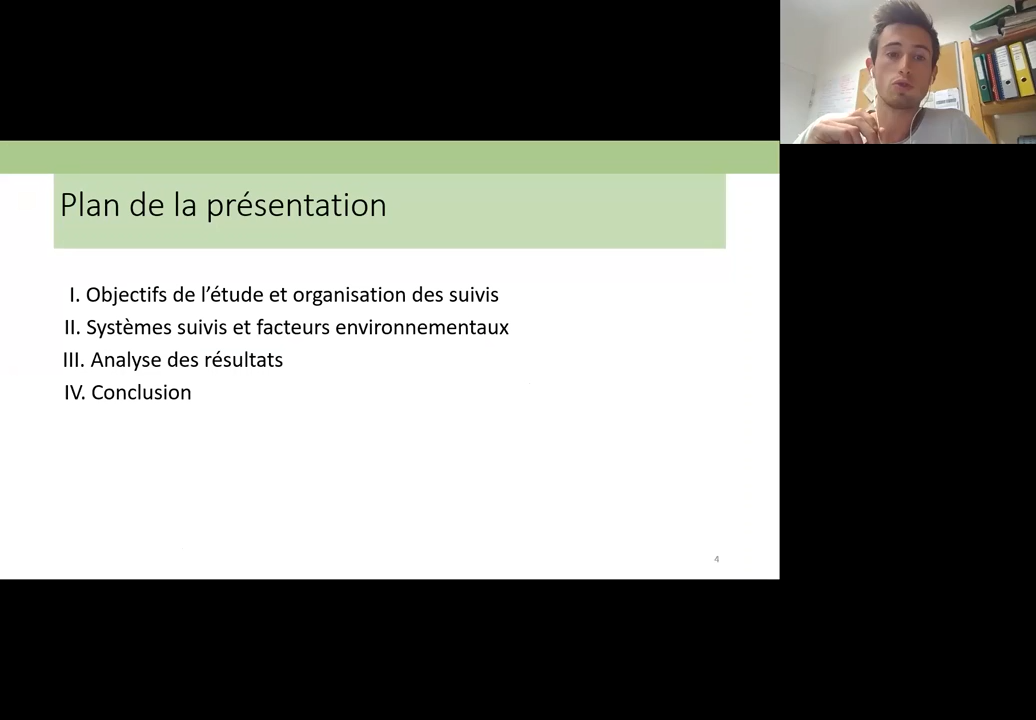 Plan de la présentation
I. Objectifs de l’étude et organisation des suivis
II. Systèmes suivis et facteurs environnementaux
III. Analyse des résultats
IV. Conclusion
4